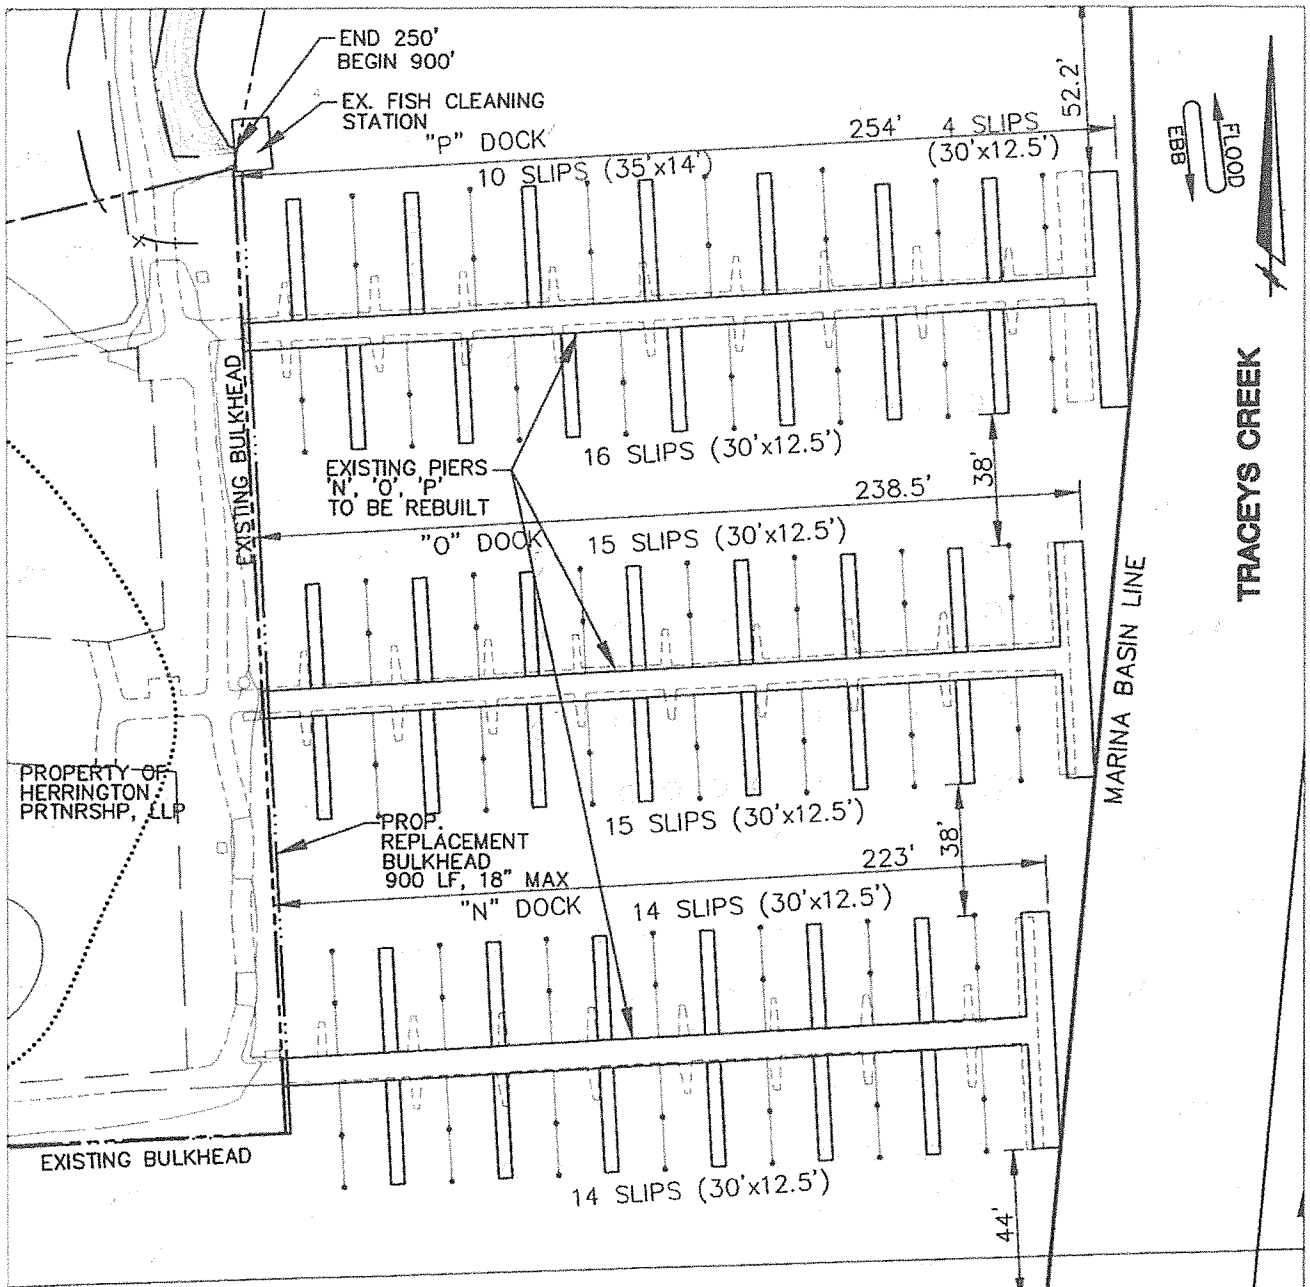 END 250'
BEGIN 900'
EX. FISH CLEANING
STATION
"P" DOCK
254'
4 SLIPS
(30'x12.5')
10 SLIPS (35'x14')
52.2'
FLOOD
EBB
TRACEYS CREEK
EXISTING BULKHEAD
16 SLIPS (30'x12.5')
38'
EXISTING PIERS
'N', 'O', 'P'
TO BE REBUILT
238.5'
"O" DOCK
15 SLIPS (30'x12.5')
MARINA BASIN LINE
PROPERTY OF
HERRINGTON
PRTNRSHP, LLP
15 SLIPS (30'x12.5')
38'
PROP.
REPLACEMENT
BULKHEAD
900 LF, 18" MAX
223'
"N" DOCK
14 SLIPS (30'x12.5')
EXISTING BULKHEAD
14 SLIPS (30'x12.5')
44'